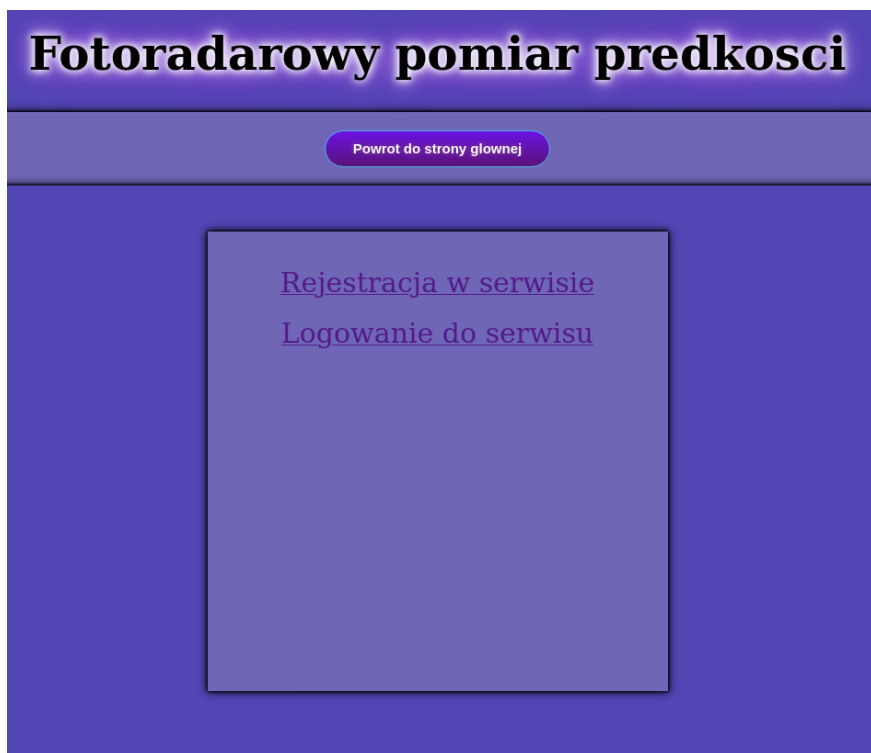 Fotoradarowy pomiar predkosci
Powrot do strony glownej
Rejestracja w serwisie
Logowanie do serwisu